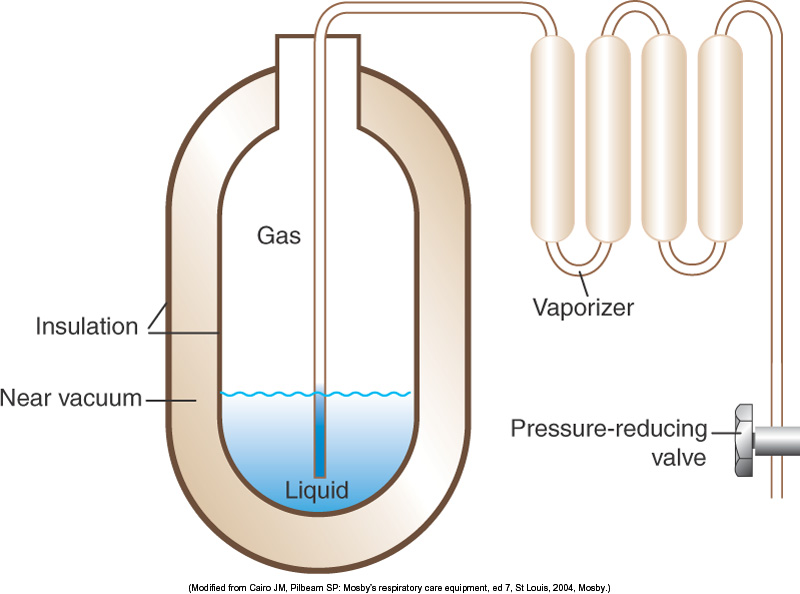 Gas
Insulation
Vaporizer
Near vacuum
Pressure-reducing
valve
Liquid
(Modified from Cairo JM, Pilbeam SP: Mosby's respiratory care equipment, ed 7, St Louis, 2004, Mosby.)